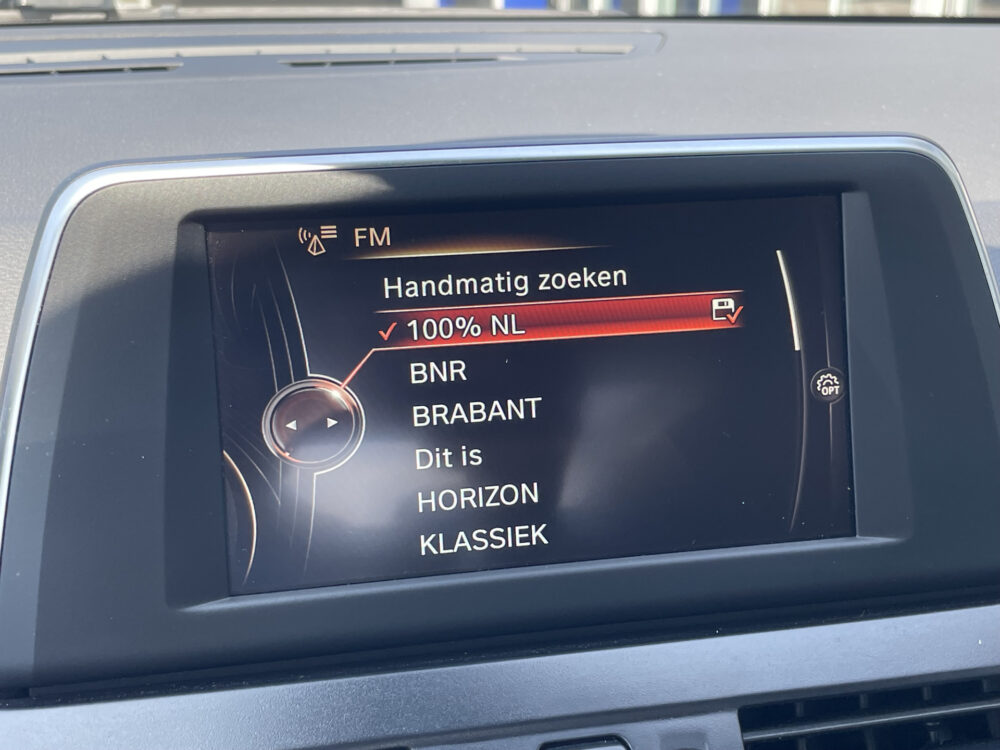 FM
Handmatig zoeken
100% NL
BNR
BRABANT
OPT
Dit is
HORIZON
KLASSIEK